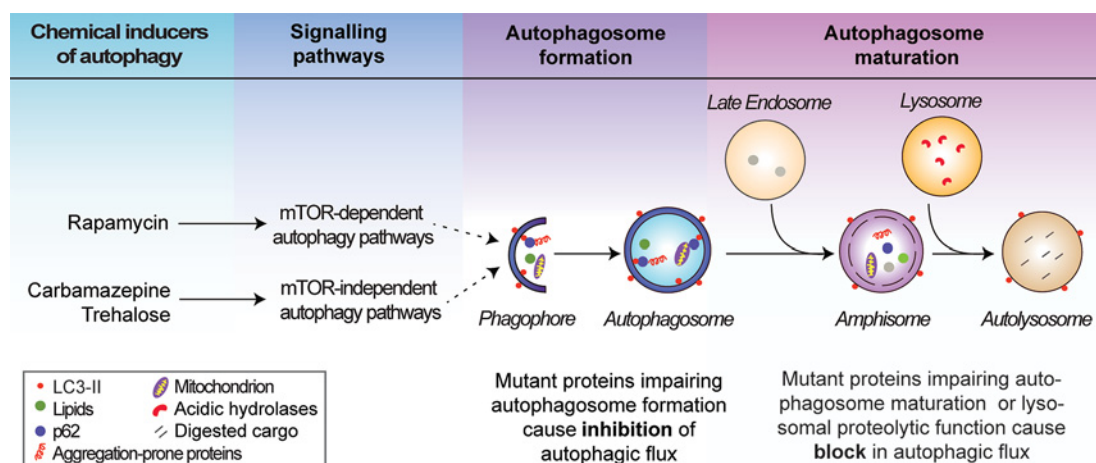 Chemical inducers
of autophagy
Signalling
pathways
Autophagosome
formation
Autophagosome
maturation
Late Endosome
Lysosome
Rapamycin
mTOR-dependent
autophagy pathways
Carbamazepine
Trehalose
mTOR-independent
autophagy pathways
Phagophore
Autophagosome
Amphisome
Autolysosome
LC3-II
Lipids
p62
Aggregation-prone proteins
Mitochondrion
Acidic hydrolases
Digested cargo
Mutant proteins impairing
autophagosome formation
cause inhibition of
autophagic flux
Mutant proteins impairing auto-
phagosome maturation or lyso-
somal proteolytic function cause
block in autophagic flux